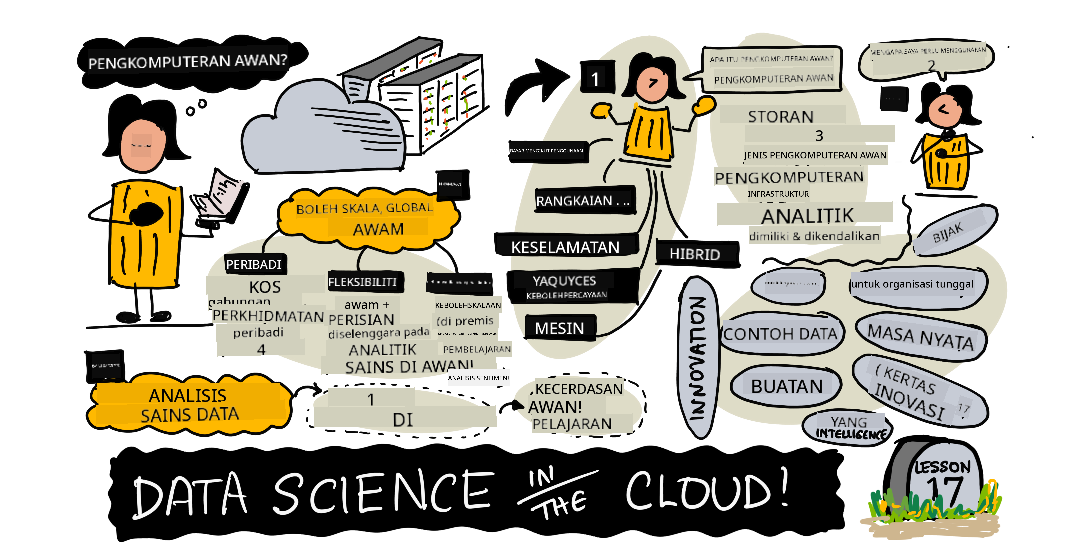 PENGKOMPUTERAN AWAN?
1
APA ITU PENGKOMPUTERAN AWAN?
PENGKOMPUTERAN AWAN
MENGAPA SAYA PERLU MENGGUNAKAN
2
STORAN
3
JENIS PENGKOMPUTERAN AWAN
PENGKOMPUTERAN
INFRASTRUKTUR
ANALITIK
dimiliki & dikendalikan
RANGKAIAN . ..
KESELAMATAN
HIBRID
YAQUYCES
KEBOLEHPERCAYAAN
MESIN
BOLEH SKALA, GLOBAL
AWAM
PERIBADI
KOS
gabungan
PERKHIDMATAN
peribadi
4
FLEKSIBILITI
awam +
PERISIAN
diselenggara pada
ANALITIK
SAINS DI AWAN!
KEBOLEHSKALAAN
(di premis
PEMBELAJARAN
ANALISIS SENTIMEN
ANALISIS
SAINS DATA
1
DI
KECERDASAN
AWAN!
PELAJARAN
INNOVATION
BIJAK
untuk organisasi tunggal
CONTOH DATA
MASA NYATA
BUATAN
( KERTAS
INOVASI
17
YANG
INTELLIGENCE
DATA SCIENCE IN THE CLOUD!
LESSON
17